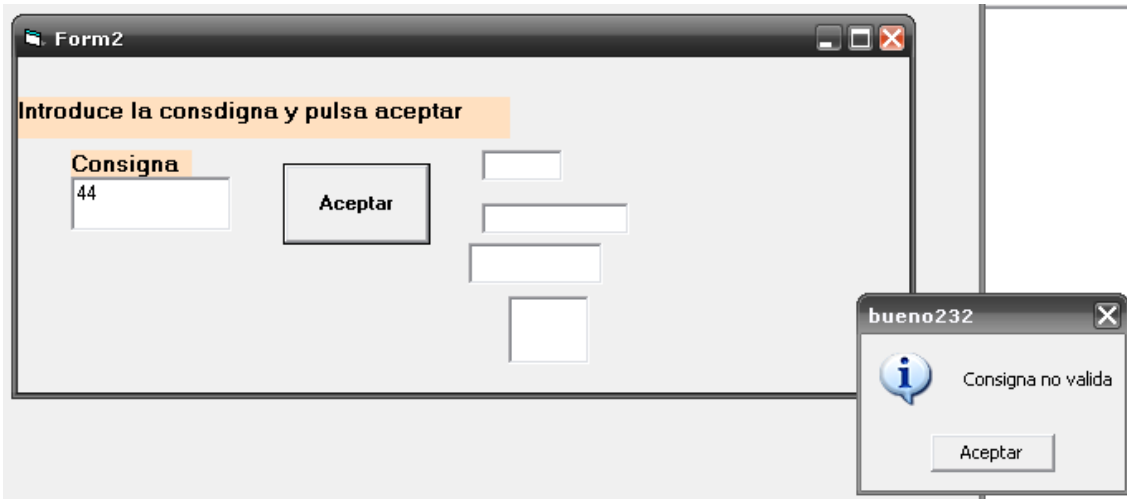 Form2
Introduce la consdigna y pulsa aceptar
Consigna
44
Aceptar
bueno232
Consigna no valida
Aceptar